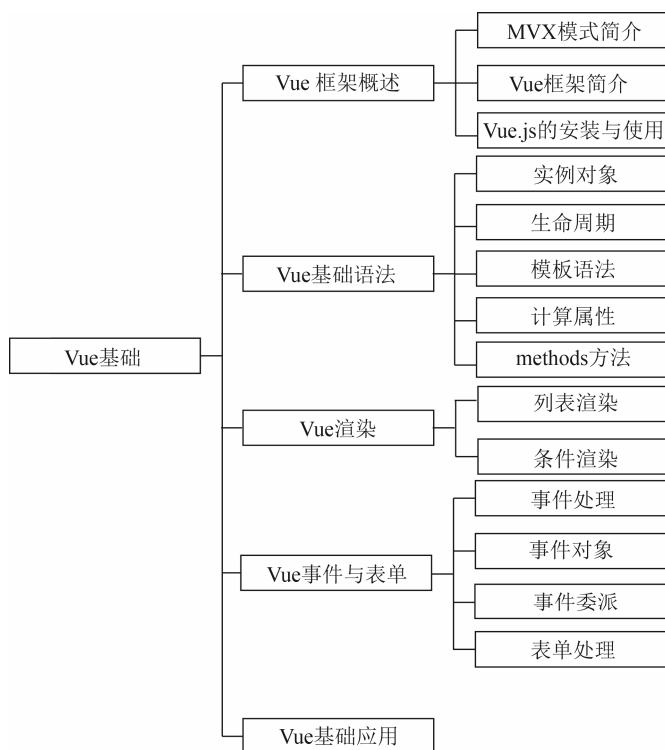 Vue基础
Vue 框架概述
MVX模式简介
Vue框架简介
Vue.js的安装与使用
Vue基础语法
实例对象
生命周期
模板语法
计算属性
methods方法
Vue渲染
列表渲染
条件渲染
Vue事件与表单
事件处理
事件对象
事件委派
表单处理
Vue基础应用